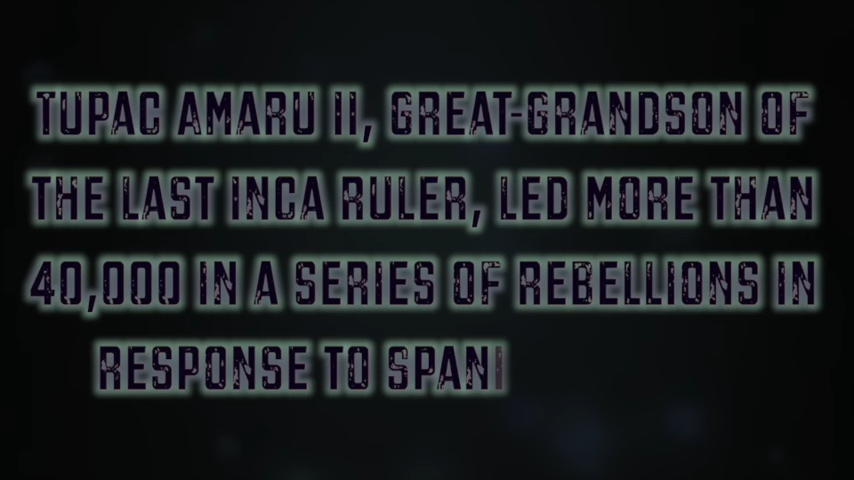 TUPAC AMARU II, GREAT-GRANDSON OF
THE LAST INCA RULER, LED MORE THAN
40,000 IN A SERIES OF REBELLIONS IN
RESPONSE TO SPANI